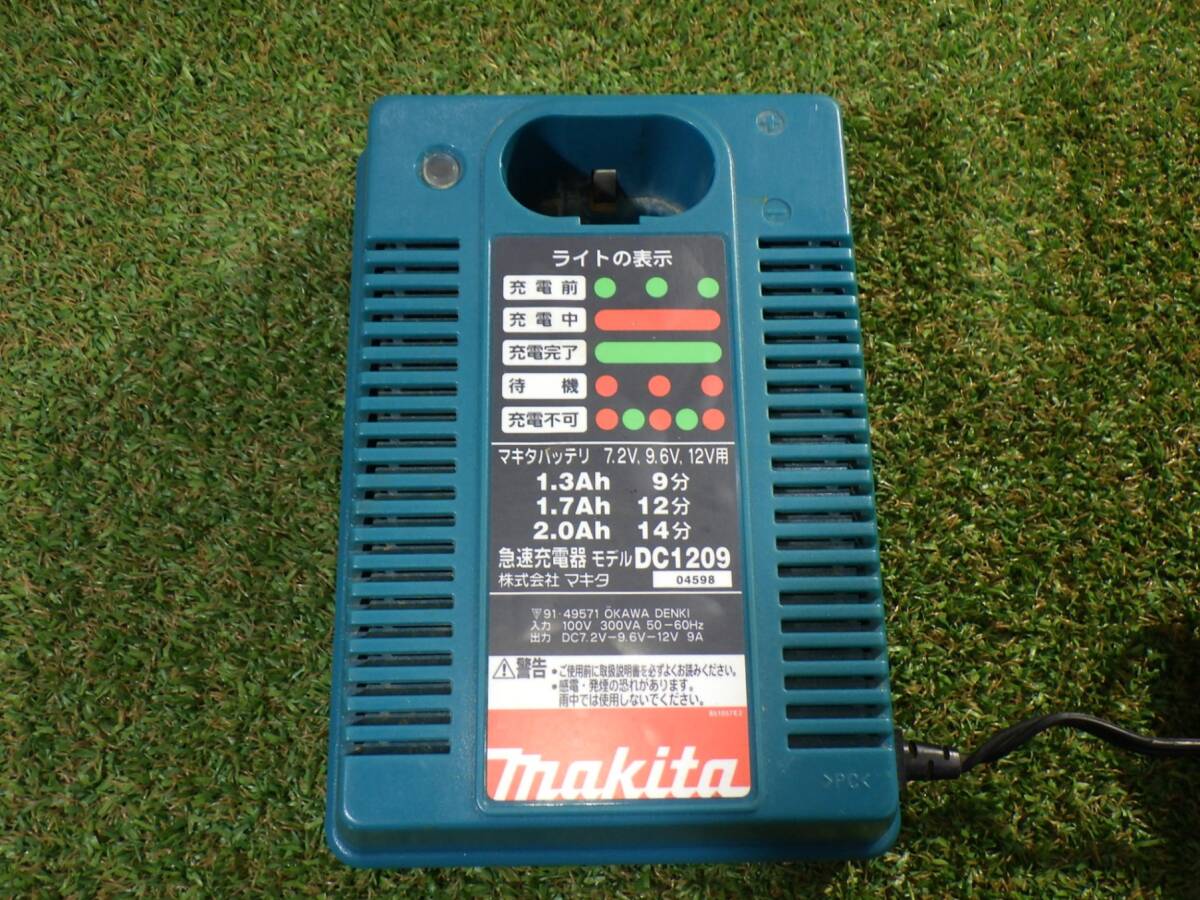 ライトの表示
充電前
充電中
充電完了
待機
充電不可
マキタバッテリ 7.2V, 9.6V, 12V用
1.3Ah 9分
1.7Ah 12分
2.0Ah 14分
急速充電器 モデル DC1209
株式会社 マキタ 04598
91-49571 ŌKAWA DENKI
入力 100V 300VA 50-60Hz
出力 DC7.2V-9.6V-12V 9A
警告 •ご使用前に取扱説明書を必ずよくお読みください。
•感電・発煙の恐れがあります。
雨中では使用しないでください。
makita
>PC<